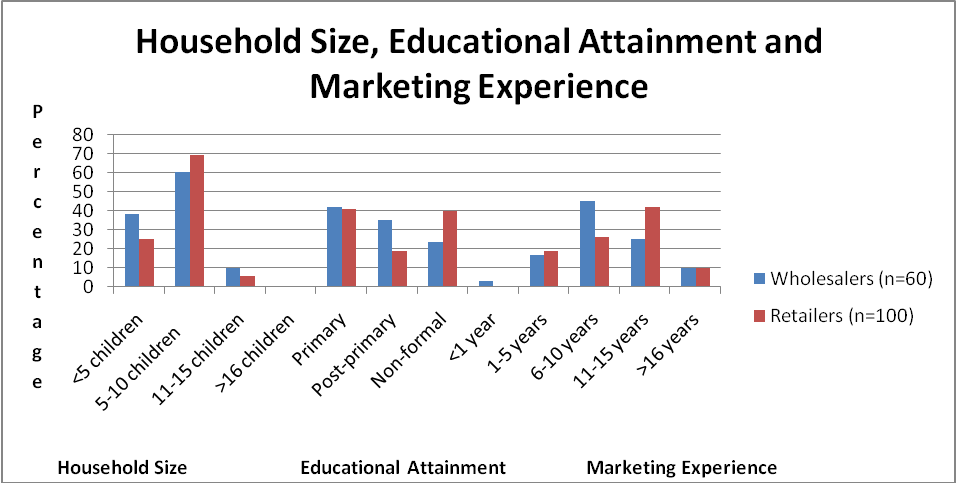 Household Size, Educational Attainment and
Marketing Experience
P
e
r
c
e
n
t
a
g
e
80
70
60
50
40
30
20
10
0
<5 children
5-10 children
11-15 children
>16 children
Primary
Post-primary
Non-formal
<1 year
1-5 years
6-10 years
11-15 years
>16 years
Wholesalers (n=60)
Retailers (n=100)
Household Size
Educational Attainment
Marketing Experience